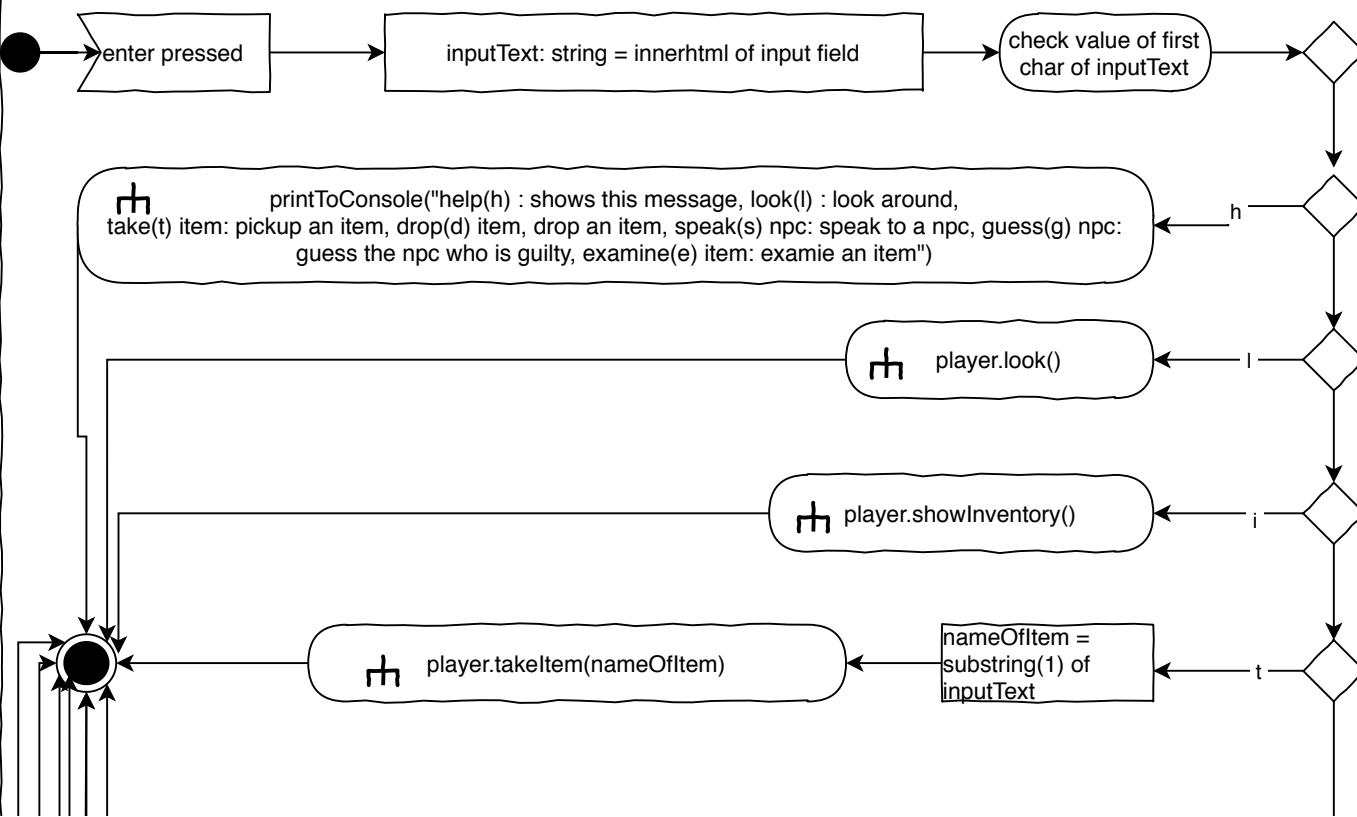 enter pressed
inputText: string = innerhtml of input field
check value of first
char of inputText
printToConsole("help(h) : shows this message, look(l) : look around,
take(t) item: pickup an item, drop(d) item, drop an item, speak(s) npc: speak to a npc, guess(g) npc:
guess the npc who is guilty, examine(e) item: examie an item")
h
player.look()
l
player.showInventory()
i
player.takeItem(nameOfItem)
nameOfItem =
substring(1) of
inputText
t